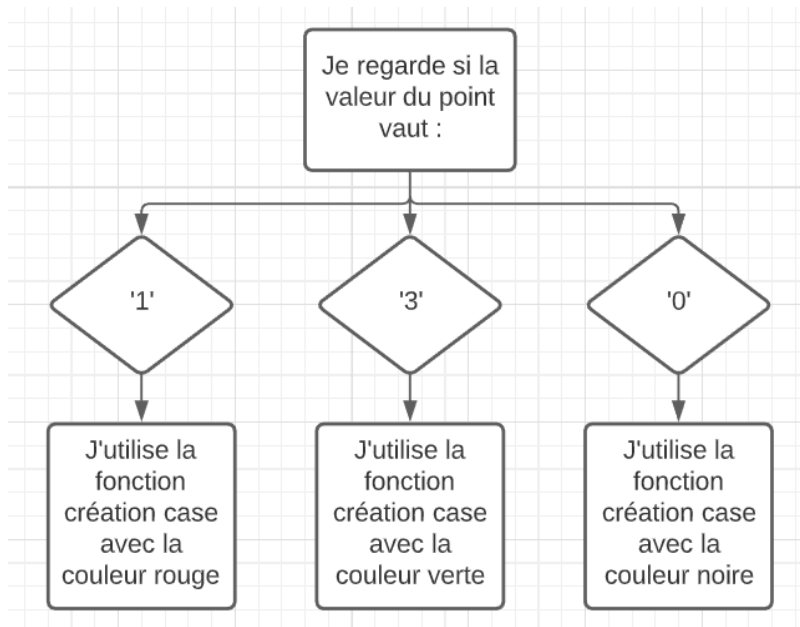 Je regarde si la
valeur du point
vaut :
'1'
'3'
'0'
J'utilise la
fonction
création case
avec la
couleur rouge
J'utilise la
fonction
création case
avec la
couleur verte
J'utilise la
fonction
création case
avec la
couleur noire